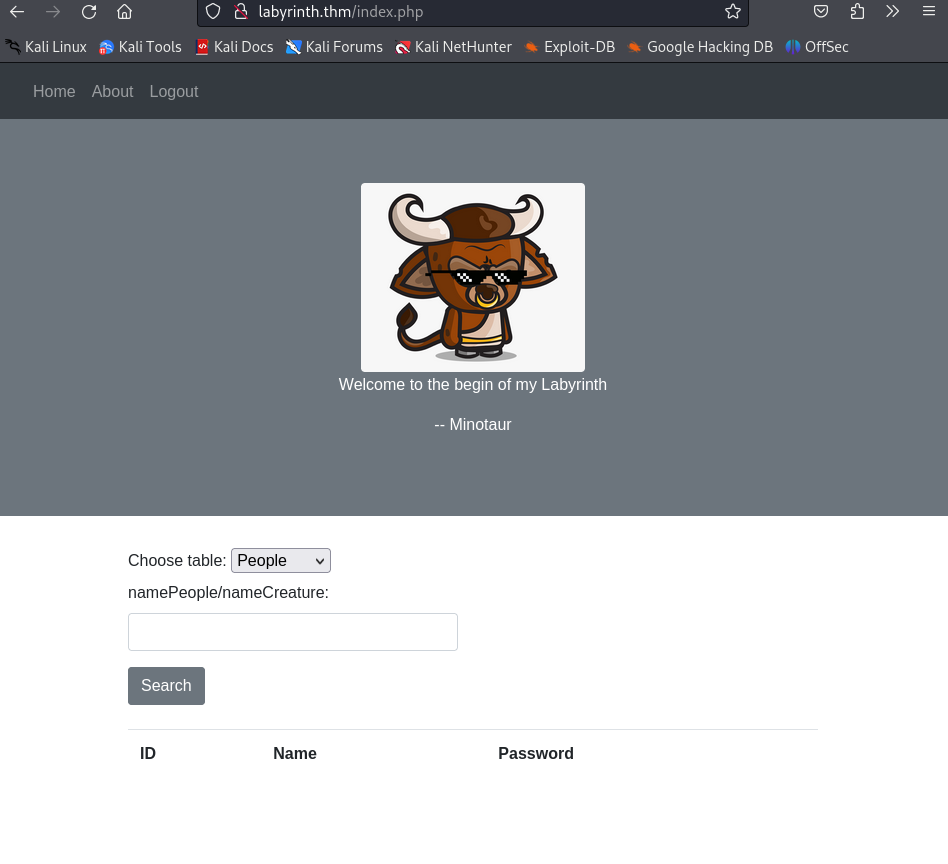 labyrinth.thm/index.php
Kali Linux Kali Tools Kali Docs Kali Forums Kali NetHunter Exploit-DB Google Hacking DB OffSec
Home About Logout
Welcome to the begin of my Labyrinth
-- Minotaur
Choose table: People
namePeople/nameCreature:
Search
ID Name Password